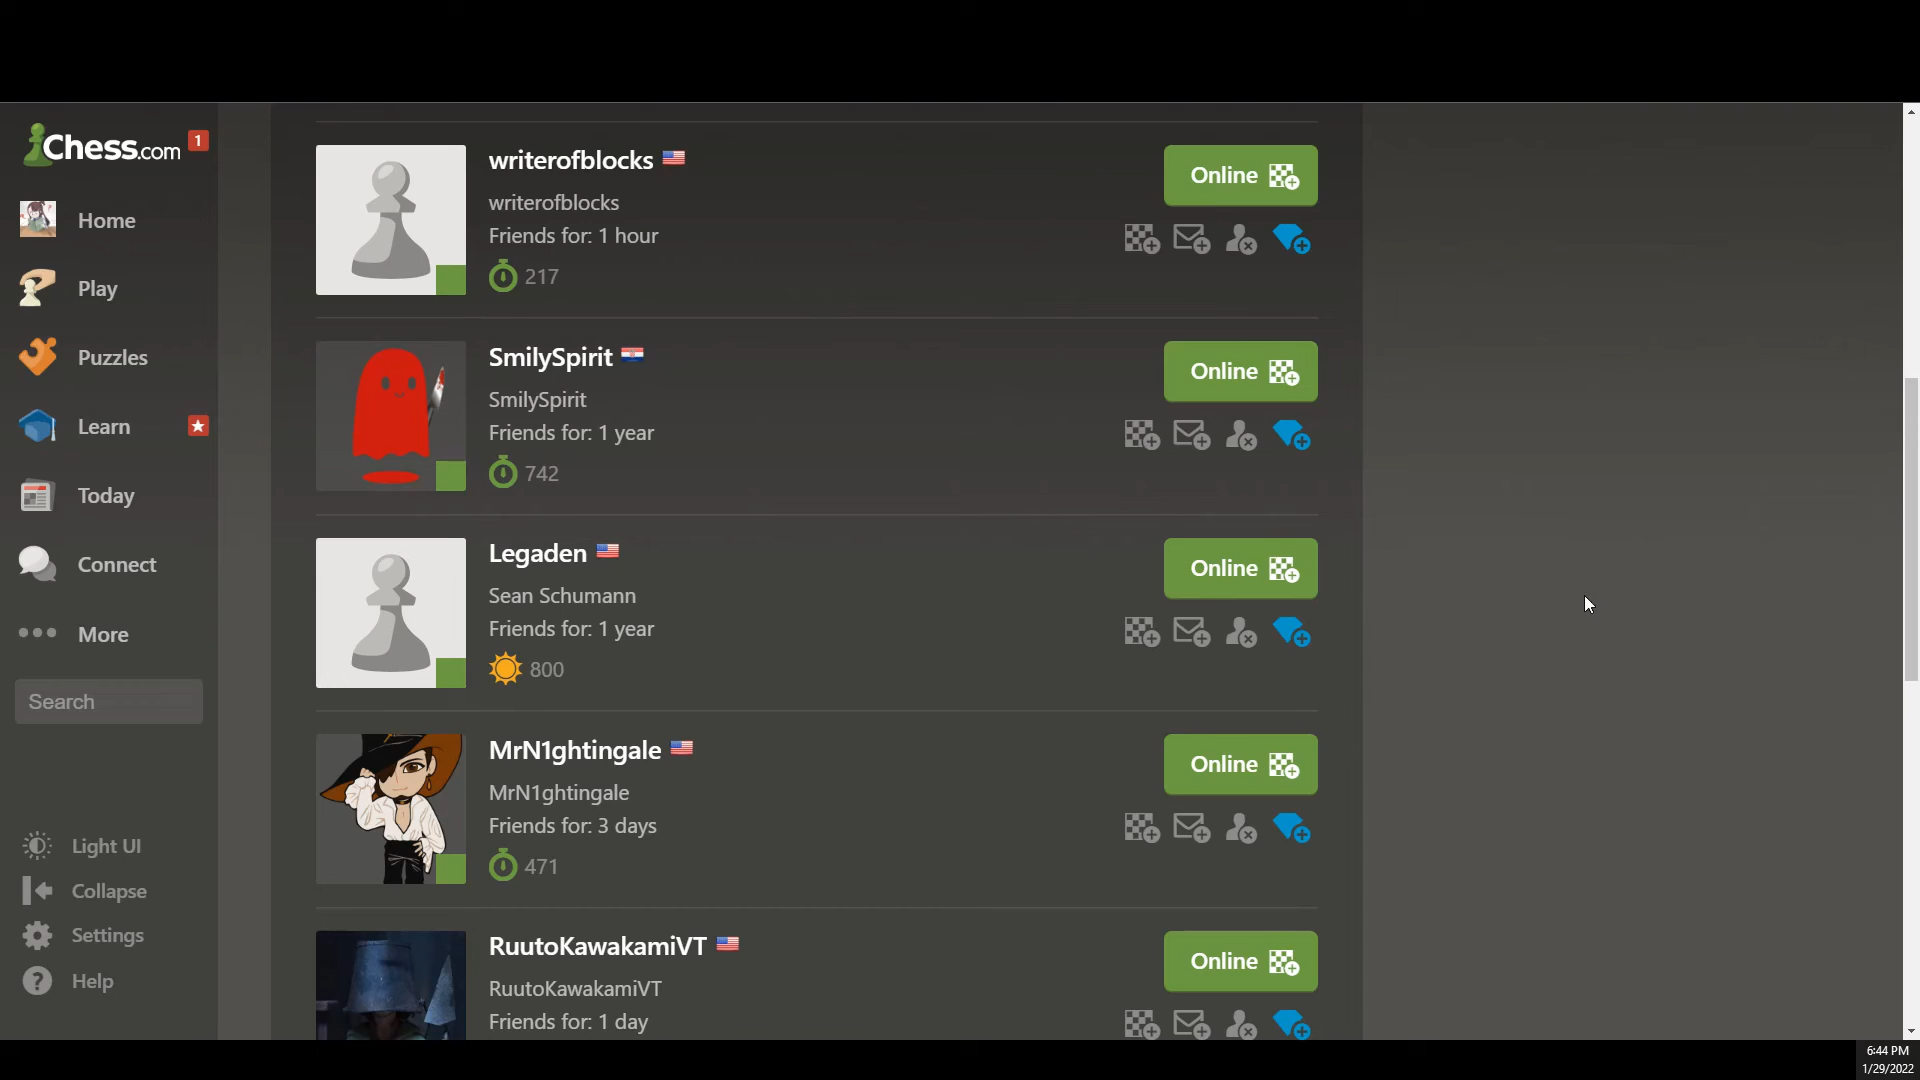 Chess.com 1
Home
Play
Puzzles
Learn
Today
Connect
More
Search
Light UI
Collapse
Settings
Help
writerofblocks
writerofblocks
Friends for: 1 hour
217
Online
SmilySpirit
SmilySpirit
Friends for: 1 year
742
Online
Legaden
Sean Schumann
Friends for: 1 year
800
Online
MrN1ghtingale
MrN1ghtingale
Friends for: 3 days
471
Online
RuutoKawakamiVT
RuutoKawakamiVT
Friends for: 1 day
Online
6:44 PM
1/29/2022